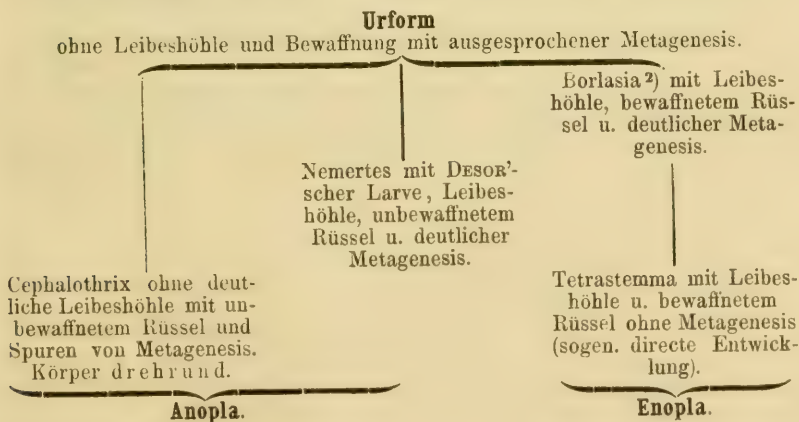 Urform
ohne Leibeshöhle und Bewaffnung mit ausgesprochener Metagenesis.
Borlasia ²) mit Leibes-
höhle, bewaffnetem Rüs-
sel u. deutlicher Meta-
genesis.
Nemertes mit DESOR'-
scher Larve, Leibes-
höhle, unbewaffnetem
Rüssel u. deutlicher
Metagenesis.
Cephalothrix ohne deut-
liche Leibeshöhle mit un-
bewaffnetem Rüssel und
Spuren von Metagenesis.
Körper drehrund.
Tetrastemma mit Leibes-
höhle u. bewaffnetem
Rüssel ohne Metagenesis
(sogen. directe Entwick-
lung).
Anopla.
Enopla.